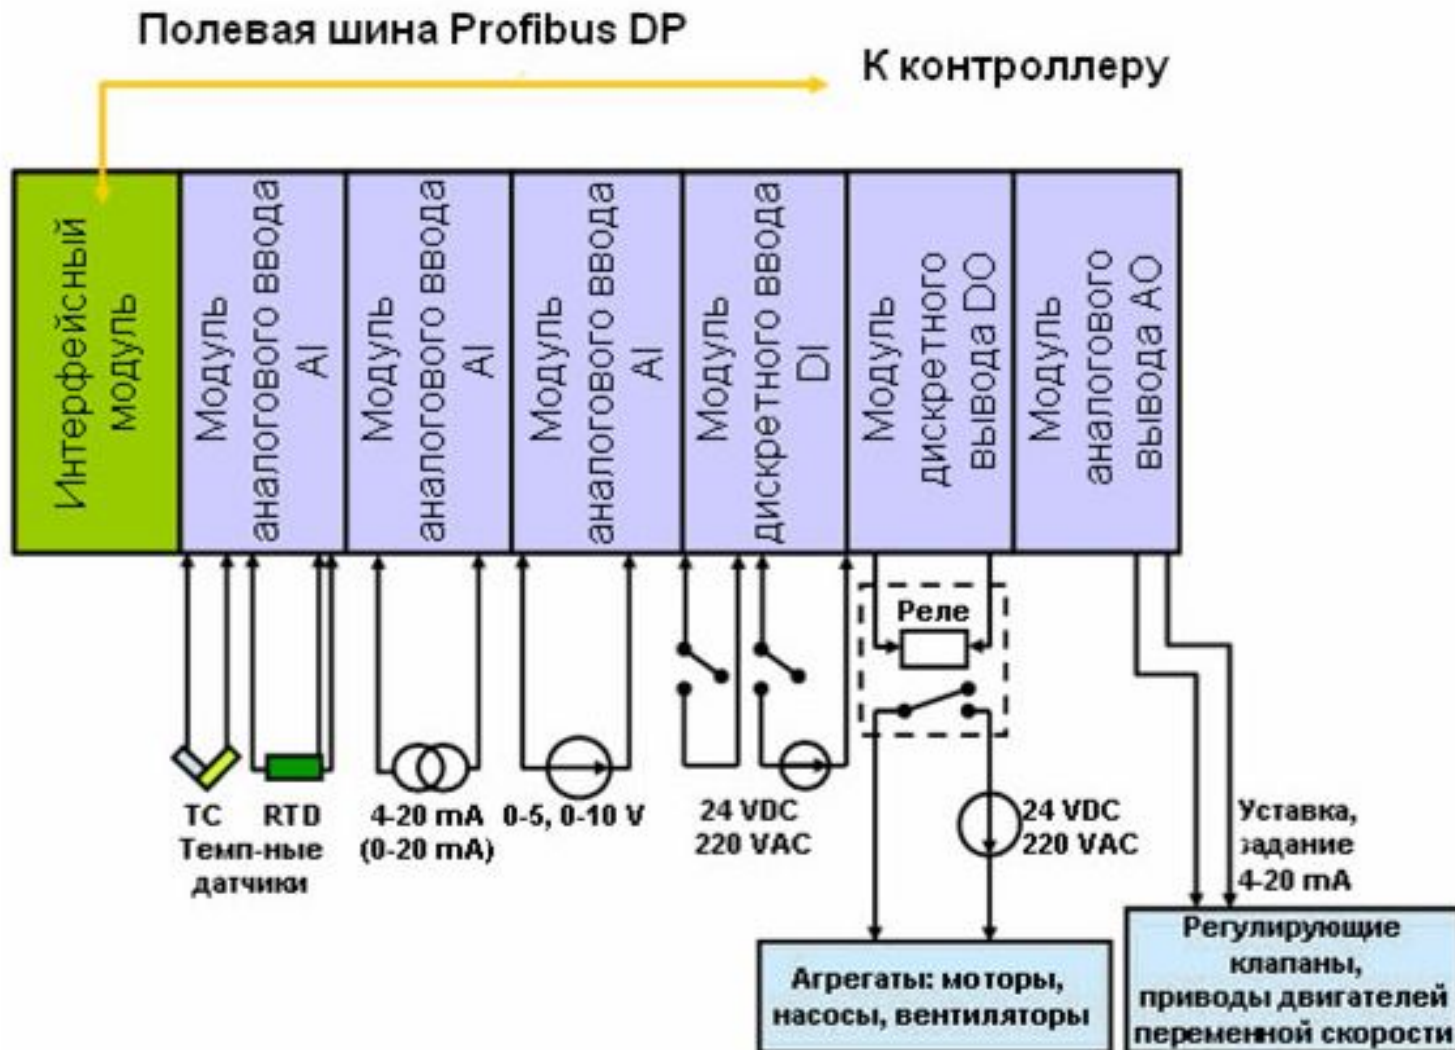 Полевая шина Profibus DP
К контроллеру
Интерфейсный
модуль
Модуль
аналогового ввода
AI
Модуль
аналогового ввода
AI
Модуль
аналогового ввода
AI
Модуль
дискретного ввода
DI
Модуль
дискретного
вывода DO
Модуль
аналогового
вывода AO
Реле
TC RTD
Темп-ные
датчики
4-20 mA
(0-20 mA)
0-5, 0-10 V
24 VDC
220 VAC
24 VDC
220 VAC
Уставка,
задание
4-20 mA
Агрегаты: моторы,
насосы, вентиляторы
Регулирующие
клапаны,
приводы двигателей
переменной скорости